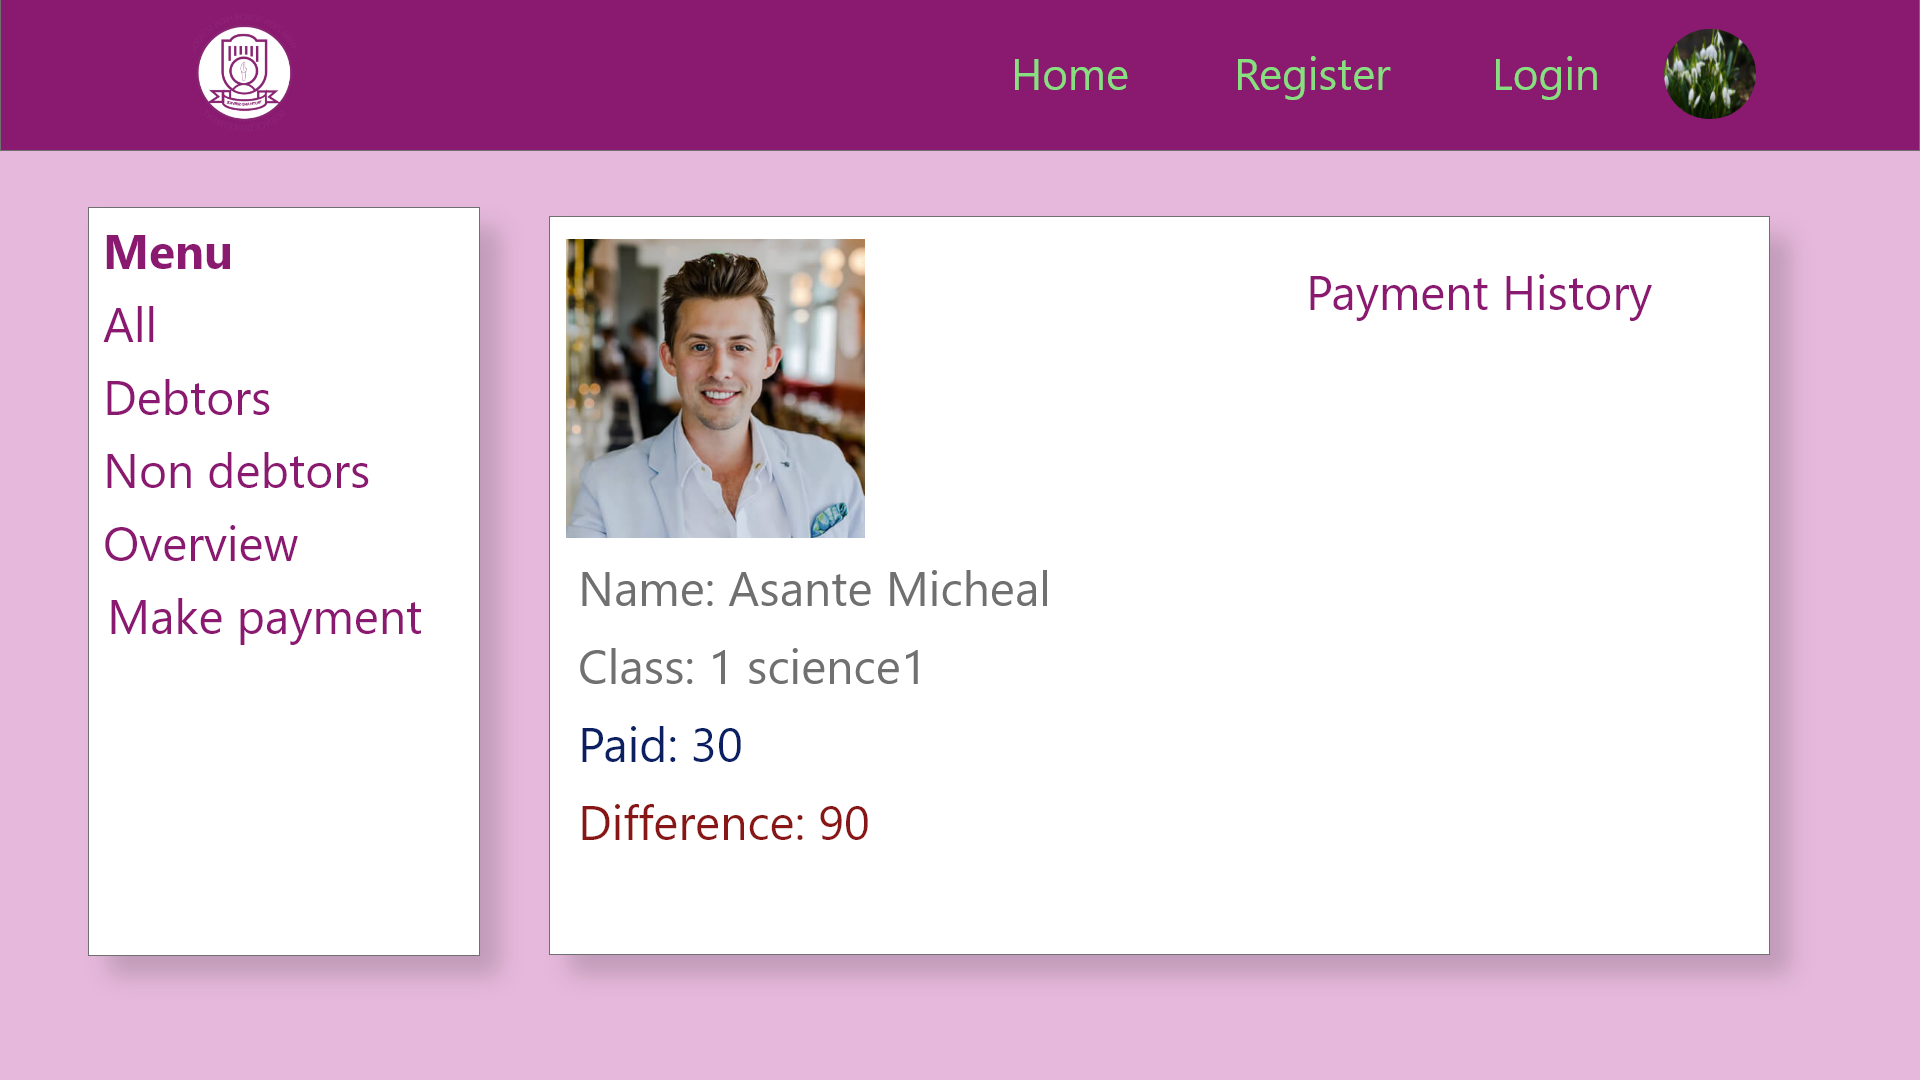 Home Register Login
Menu
All
Debtors
Non debtors
Overview
Make payment
Payment History
Name: Asante Micheal
Class: 1 science1
Paid: 30
Difference: 90